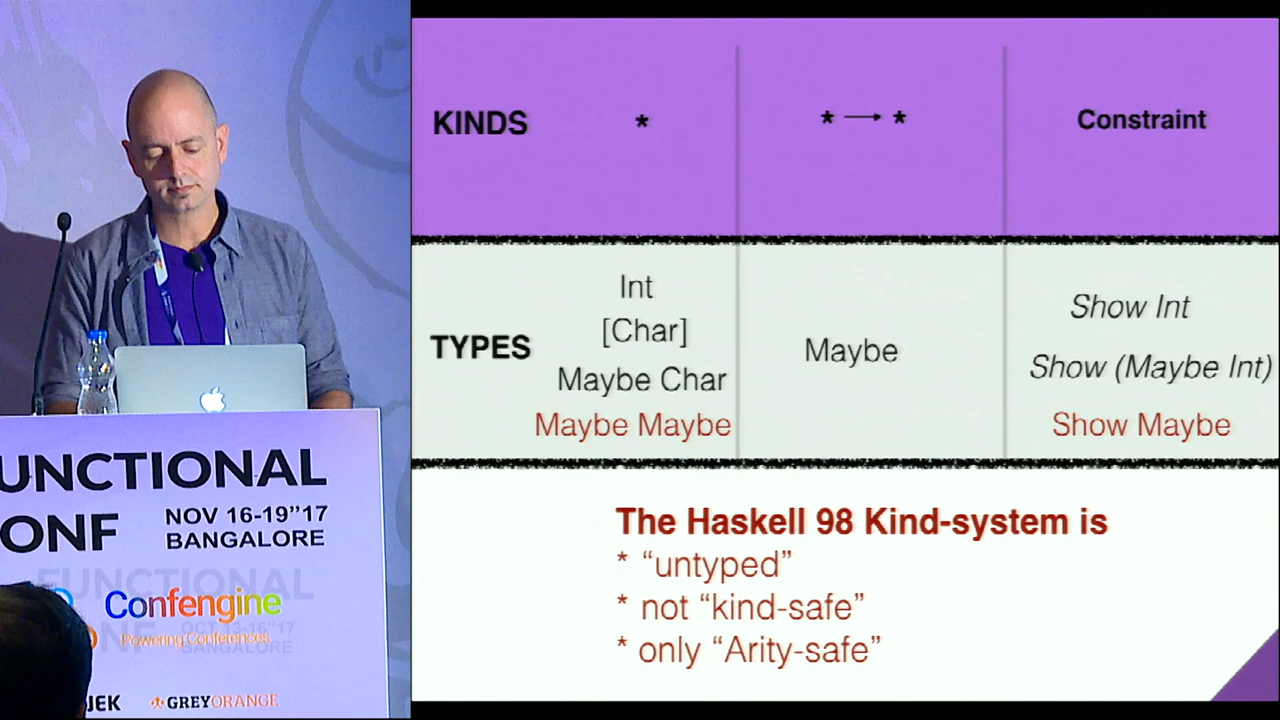 KINDS * * → * Constraint
TYPES
Int
[Char]
Maybe Char
Maybe Maybe
Maybe
Show Int
Show (Maybe Int)
Show Maybe
The Haskell 98 Kind-system is
* “untyped”
* not “kind-safe”
* only “Arity-safe”
UNCTIONAL
ONF
NOV 16-19”17
BANGALORE
FUNCTIONAL
Confengine
Powering Conferences
BANGALORE
JEK
GREYORANGE